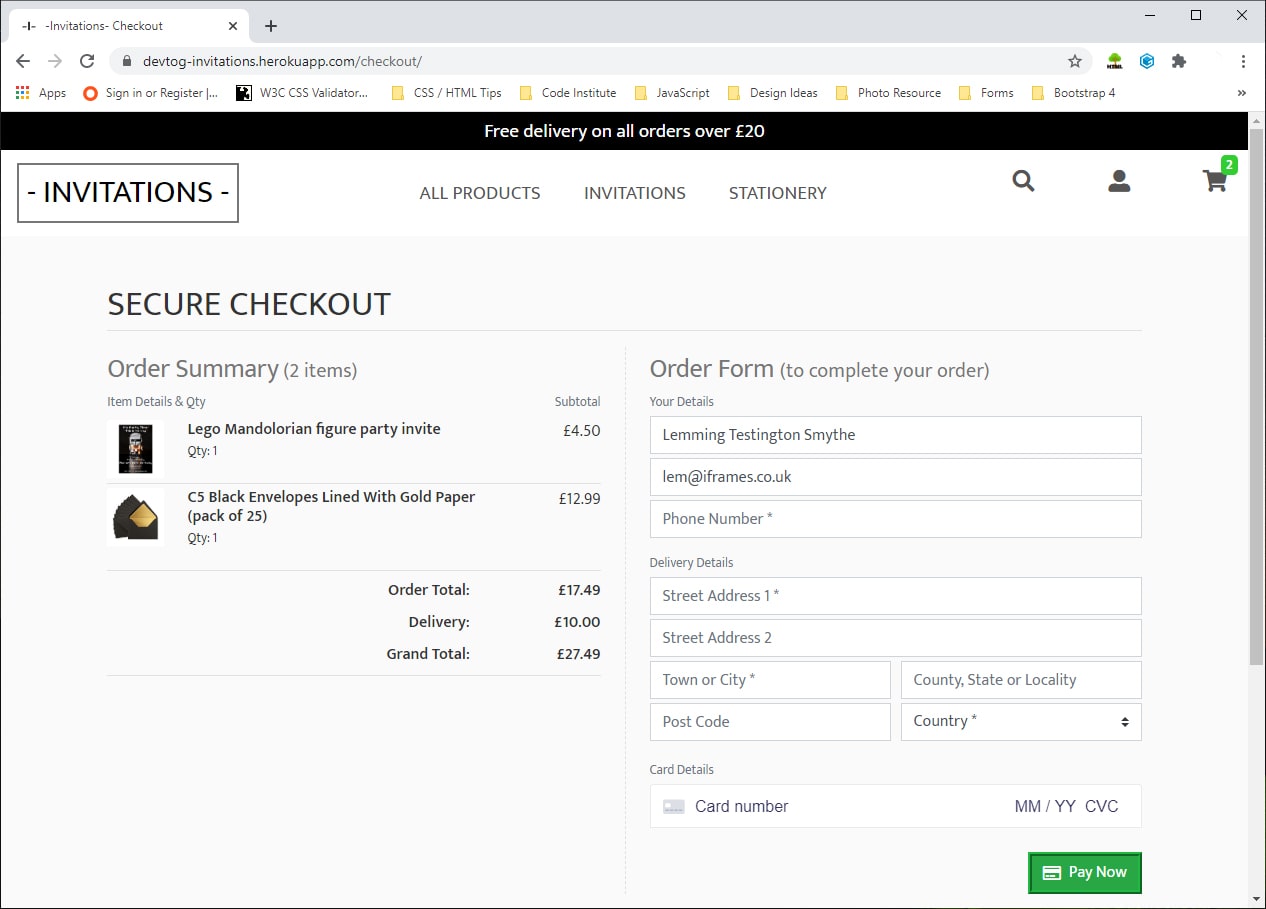 -I- -Invitations- Checkout
devtog-invitations.herokuapp.com/checkout/
Apps Sign in or Register |... W3C CSS Validator... CSS / HTML Tips Code Institute JavaScript Design Ideas Photo Resource Forms Bootstrap 4 »
Free delivery on all orders over £20
- INVITATIONS - ALL PRODUCTS INVITATIONS STATIONERY 2
SECURE CHECKOUT
Order Summary (2 items)
Item Details & Qty Subtotal
Lego Mandolorian figure party invite £4.50
Qty: 1
C5 Black Envelopes Lined With Gold Paper £12.99
(pack of 25)
Qty: 1
Order Total: £17.49
Delivery: £10.00
Grand Total: £27.49
Order Form (to complete your order)
Your Details
Lemming Testington Smythe
lem@iframes.co.uk
Phone Number *
Delivery Details
Street Address 1 *
Street Address 2
Town or City * County, State or Locality
Post Code Country *
Card Details
Card number MM / YY CVC
Pay Now